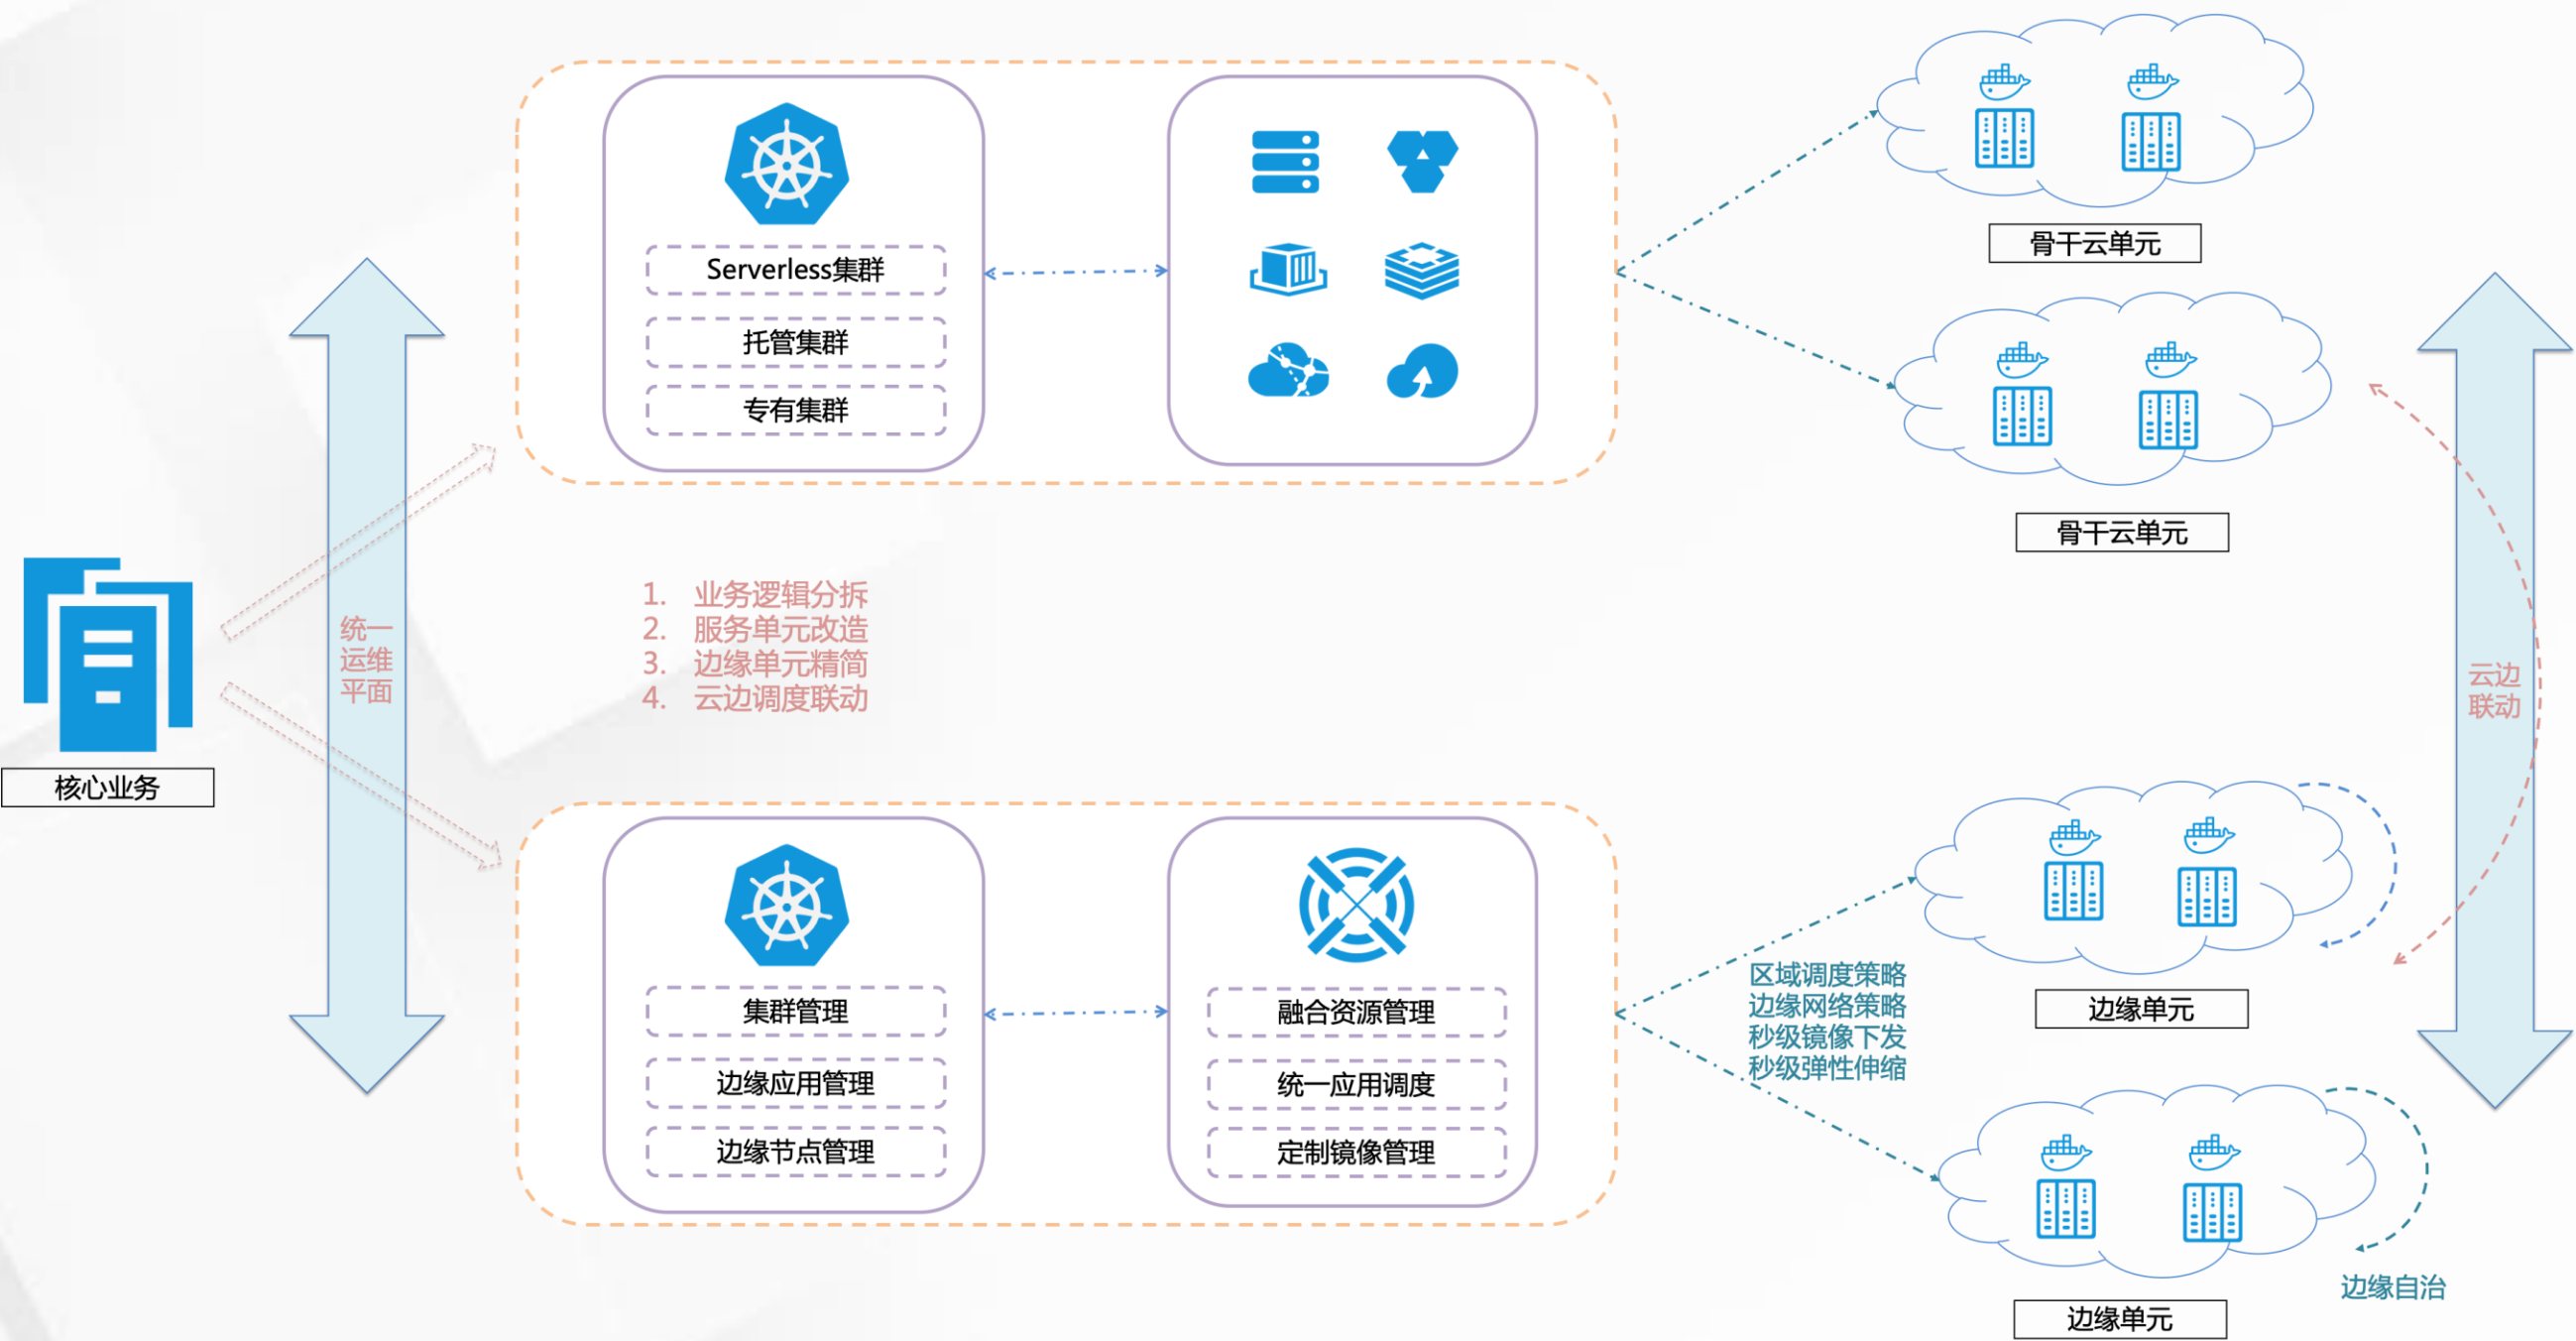 骨干云单元
Serverless集群
托管集群
专有集群
骨干云单元
核心业务
统一
运维
平面
1. 业务逻辑分拆
2. 服务单元改造
3. 边缘单元精简
4. 云边调度联动
云边
联动
集群管理
边缘应用管理
边缘节点管理
融合资源管理
统一应用调度
定制镜像管理
区域调度策略
边缘网络策略
秒级镜像下发
秒级弹性伸缩
边缘单元
边缘自治
边缘单元